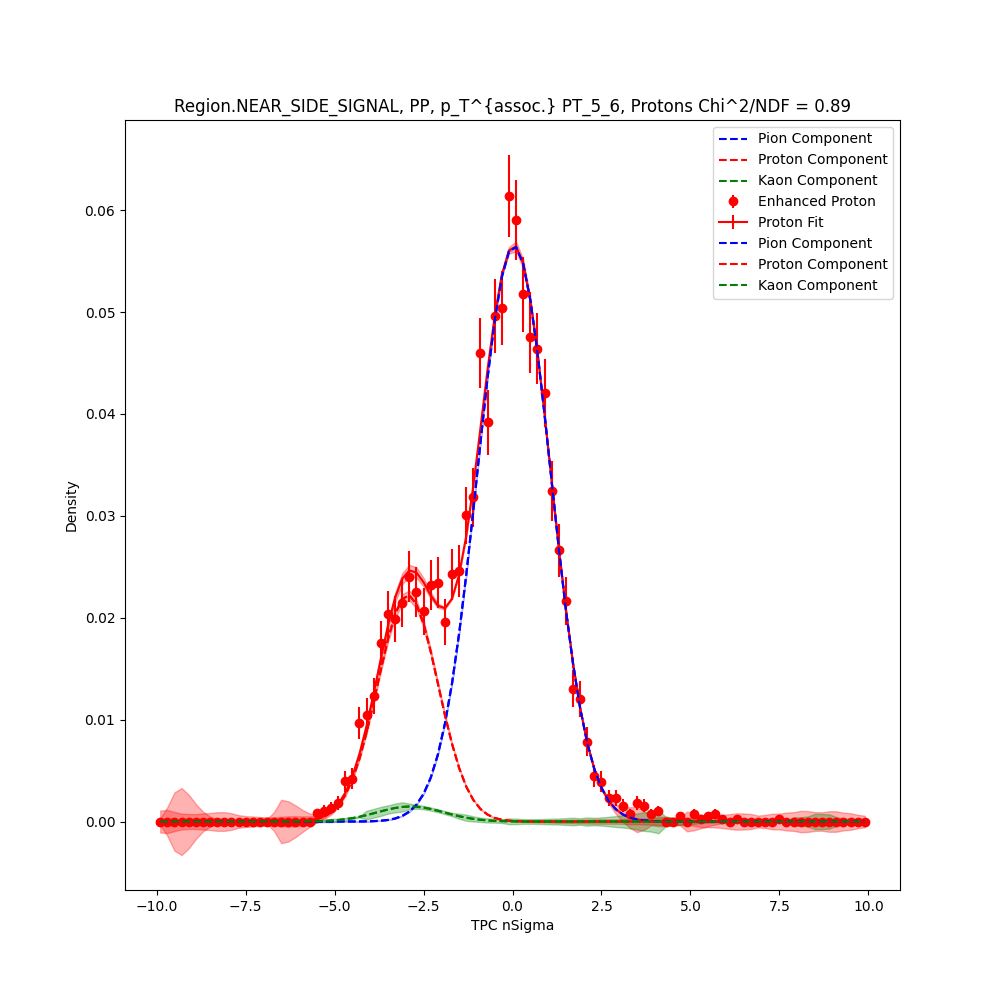 Region.NEAR_SIDE_SIGNAL, PP, p_T^{assoc.} PT_5_6, Protons Chi^2/NDF = 0.89
Pion Component
Proton Component
Kaon Component
Enhanced Proton
Proton Fit
Pion Component
Proton Component
Kaon Component
0.06
0.05
0.04
0.03
0.02
0.01
0.00
Density
−10.0 −7.5 −5.0 −2.5 0.0 2.5 5.0 7.5 10.0
TPC nSigma